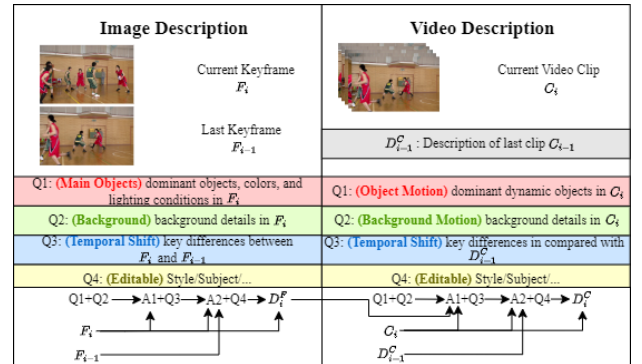 Image Description
Current Keyframe
F_i
Last Keyframe
F_{i-1}
Q1: (Main Objects) dominant objects, colors, and
lighting conditions in F_i
Q2: (Background) background details in F_i
Q3: (Temporal Shift) key differences between
F_i and F_{i-1}
Q4: (Editable) Style/Subject/...
Q1+Q2 → A1+Q3 → A2+Q4 → D_i^F
F_i
F_{i-1}
Video Description
Current Video Clip
C_i
D_{i-1}^C : Description of last clip C_{i-1}
Q1: (Object Motion) dominant dynamic objects in C_i
Q2: (Background Motion) background details in C_i
Q3: (Temporal Shift) key differences in compared with
D_{i-1}^C
Q4: (Editable) Style/Subject/...
Q1+Q2 → A1+Q3 → A2+Q4 → D_i^C
C_i
D_{i-1}^C